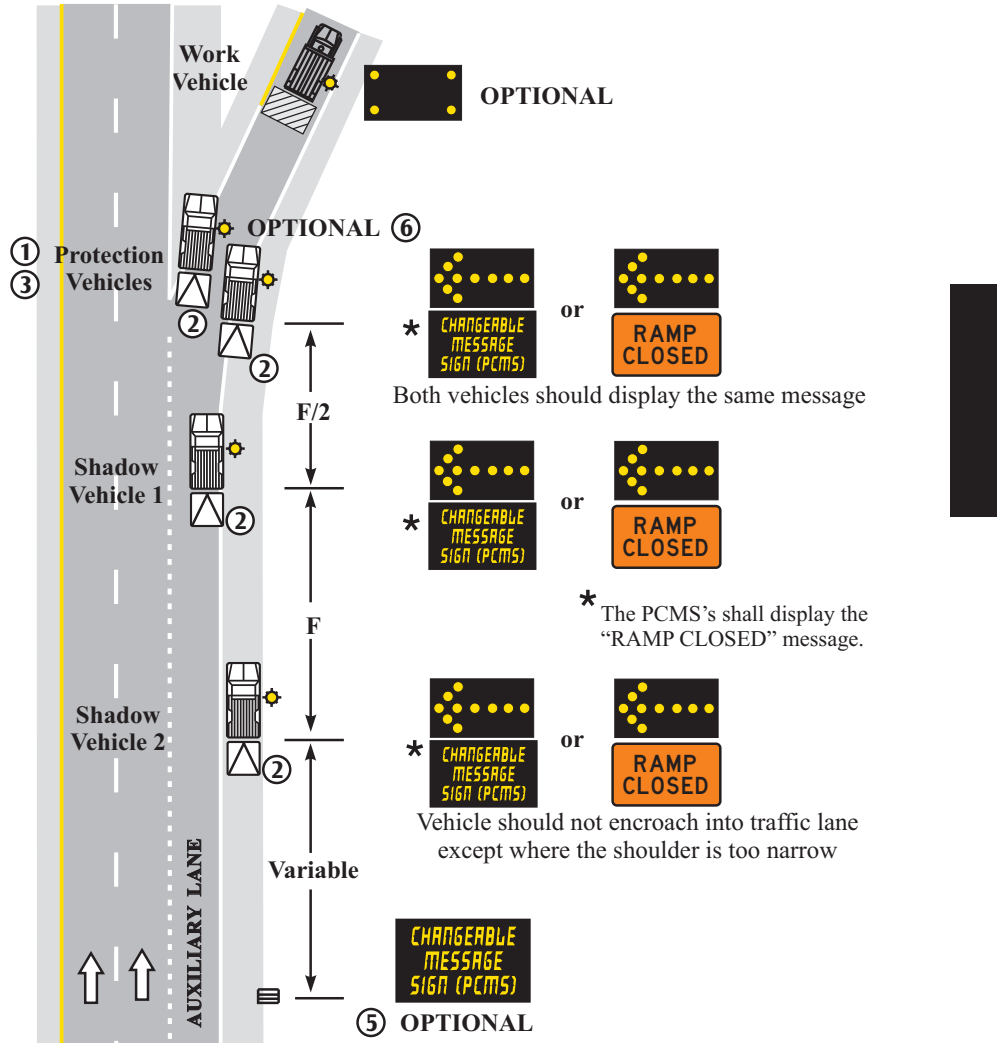 Work
Vehicle
OPTIONAL
OPTIONAL ⑥
① Protection
③ Vehicles
②
②
CHANGEABLE
MESSAGE
SIGN (PCMS)
*
or
RAMP
CLOSED
Both vehicles should display the same message
F/2
Shadow
Vehicle 1
②
CHANGEABLE
MESSAGE
SIGN (PCMS)
*
or
RAMP
CLOSED
* The PCMS's shall display the
“RAMP CLOSED” message.
F
Shadow
Vehicle 2
②
CHANGEABLE
MESSAGE
SIGN (PCMS)
*
or
RAMP
CLOSED
Vehicle should not encroach into traffic lane
except where the shoulder is too narrow
Variable
AUXILIARY LANE
CHANGEABLE
MESSAGE
SIGN (PCMS)
⑤ OPTIONAL